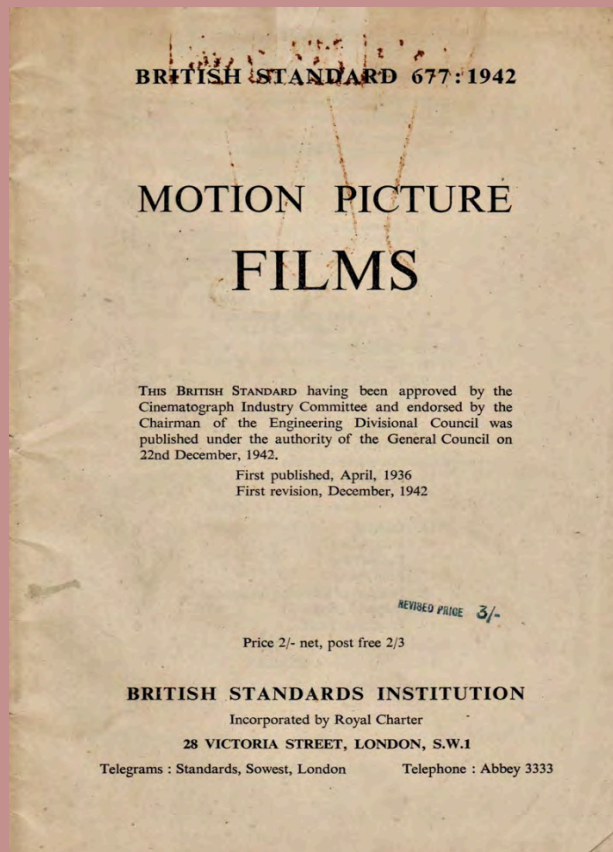 BRITISH STANDARD 677:1942
MOTION PICTURE
FILMS
THIS BRITISH STANDARD having been approved by the
Cinematograph Industry Committee and endorsed by the
Chairman of the Engineering Divisional Council was
published under the authority of the General Council on
22nd December, 1942.
First published, April, 1936
First revision, December, 1942
REVISED PRICE 3/-
Price 2/- net, post free 2/3
BRITISH STANDARDS INSTITUTION
Incorporated by Royal Charter
28 VICTORIA STREET, LONDON, S.W.1
Telegrams : Standards, Sowest, London Telephone : Abbey 3333